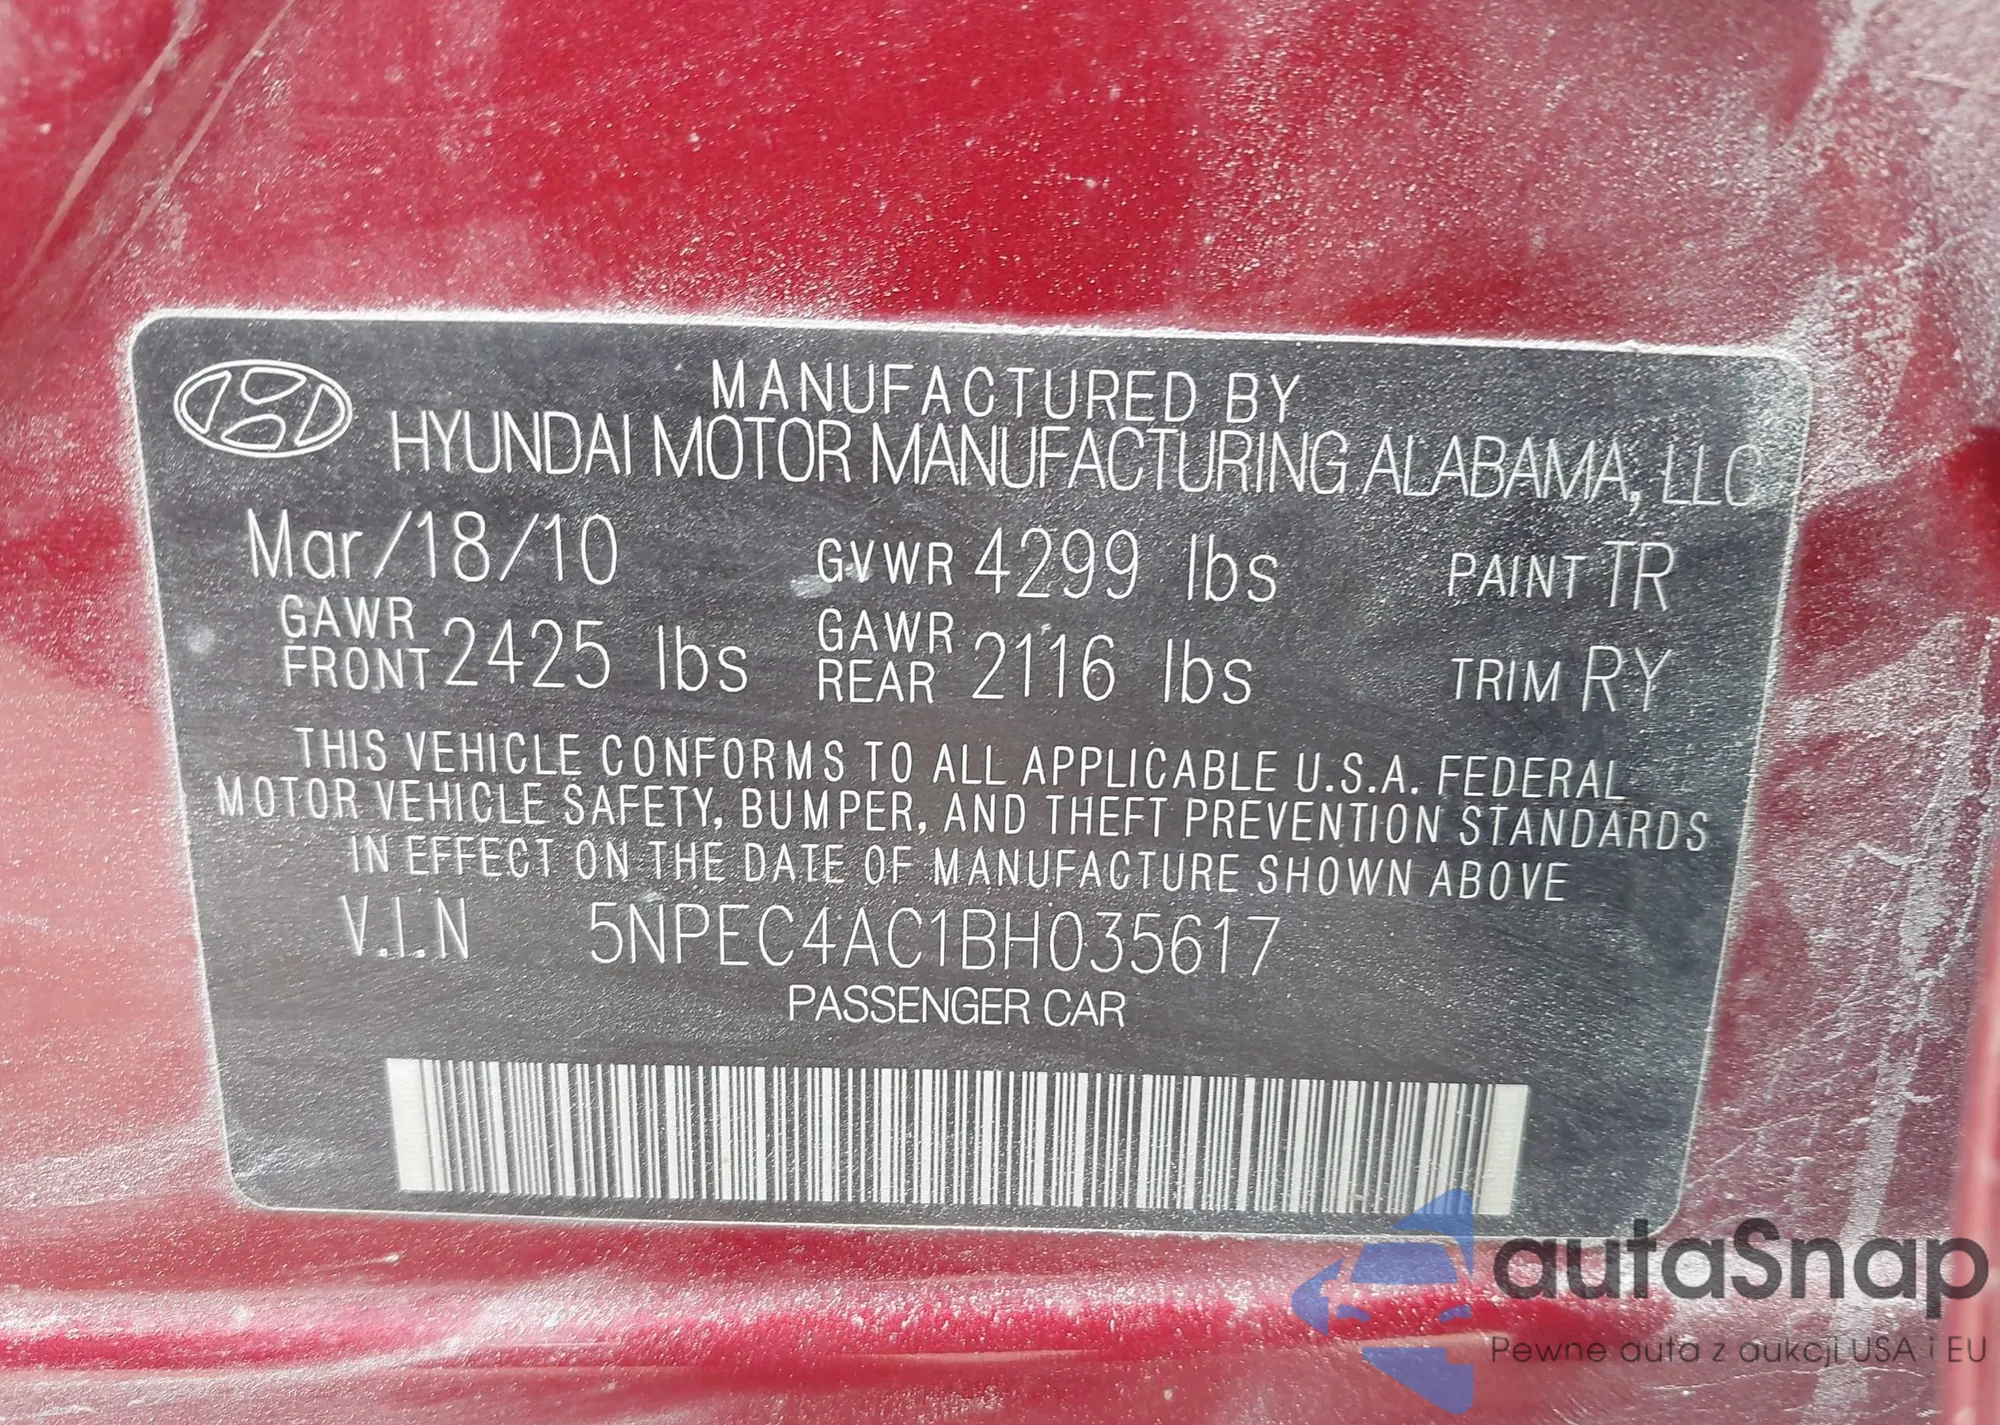 MANUFACTURED BY
HYUNDAI MOTOR MANUFACTURING ALABAMA, LLC
Mar/18/10 GVWR 4299 lbs PAINT TR
GAWR FRONT 2425 lbs GAWR REAR 2116 lbs TRIM RY
THIS VEHICLE CONFORMS TO ALL APPLICABLE U.S.A. FEDERAL
MOTOR VEHICLE SAFETY, BUMPER, AND THEFT PREVENTION STANDARDS
IN EFFECT ON THE DATE OF MANUFACTURE SHOWN ABOVE
V.I.N 5NPEC4AC1BH035617
PASSENGER CAR
autaSnap
Pewne auta z aukcji USA i EU